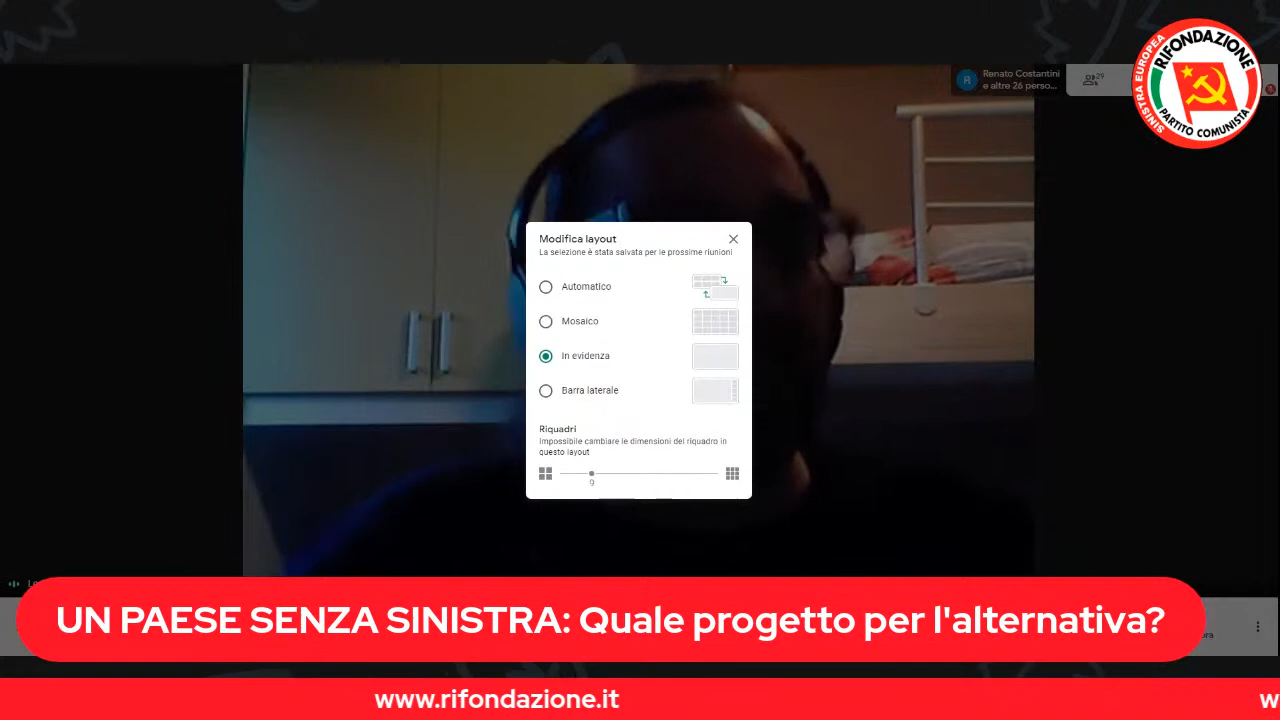 Renato Costantini
e altre 26 perso...
29
SINISTRA EUROPEA
RIFONDAZIONE
PARTITO COMUNISTA
Modifica layout
La selezione è stata salvata per le prossime riunioni
Automatico
Mosaico
In evidenza
Barra laterale
Riquadri
Impossibile cambiare le dimensioni del riquadro in
questo layout
9
UN PAESE SENZA SINISTRA: Quale progetto per l'alternativa?
www.rifondazione.it
w